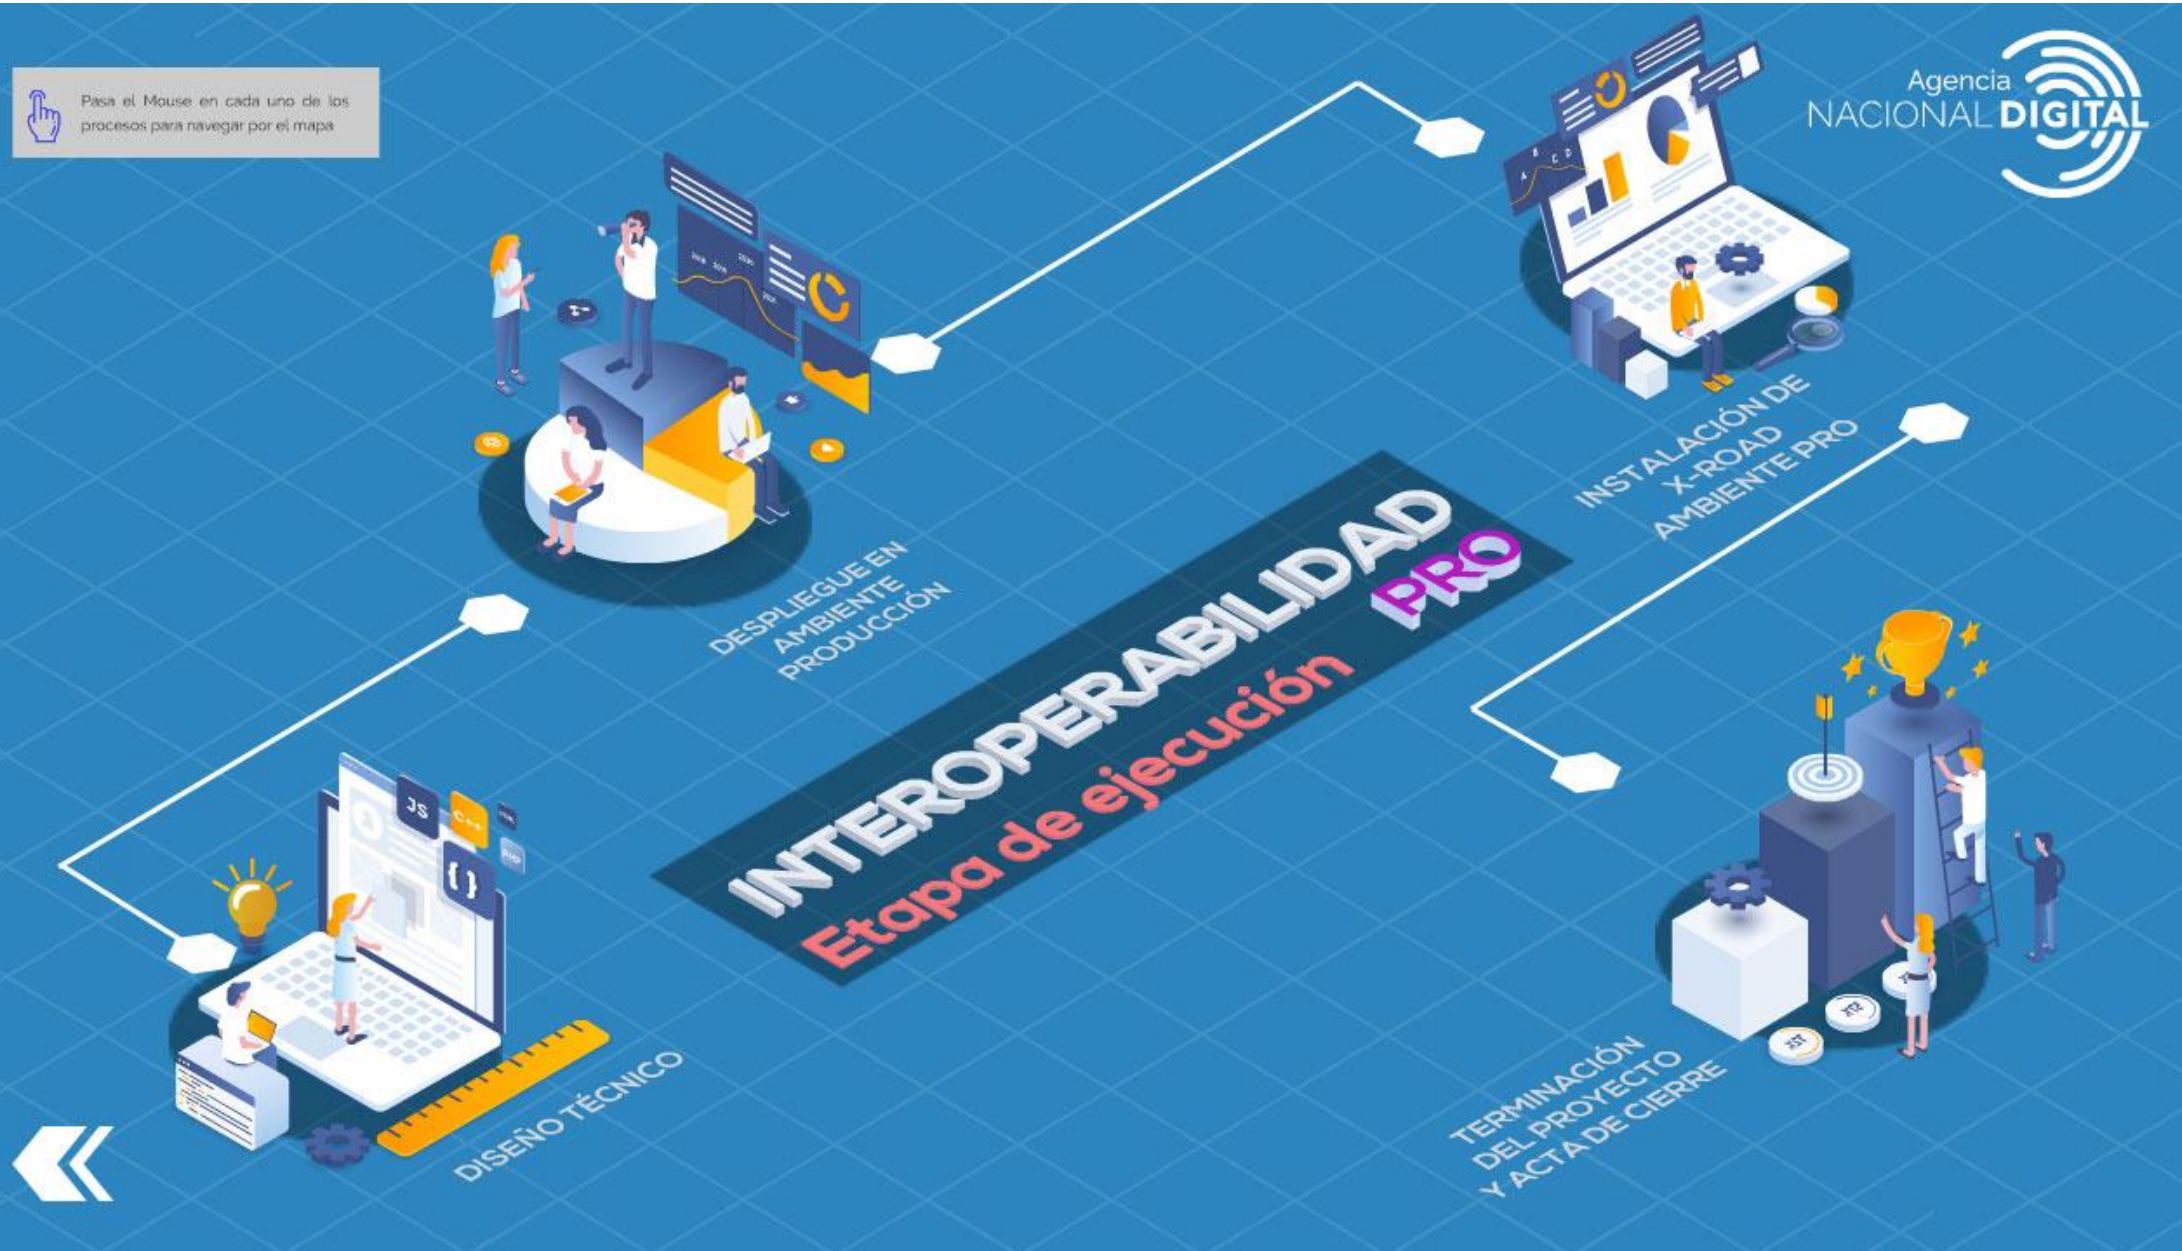 Pasa el Mouse en cada uno de los
procesos para navegar por el mapa
Agencia
NACIONAL DIGITAL
B
C D
A
INSTALACIÓN DE
X-ROAD
AMBIENTE PRO
DESPLIEGUE EN
AMBIENTE
PRODUCCIÓN
INTEROPERABILIDAD
PRO
Etapa de ejecución
JS
C++
PHP
{ }
DISEÑO TÉCNICO
TERMINACIÓN
DEL PROYECTO
Y ACTA DE CIERRE